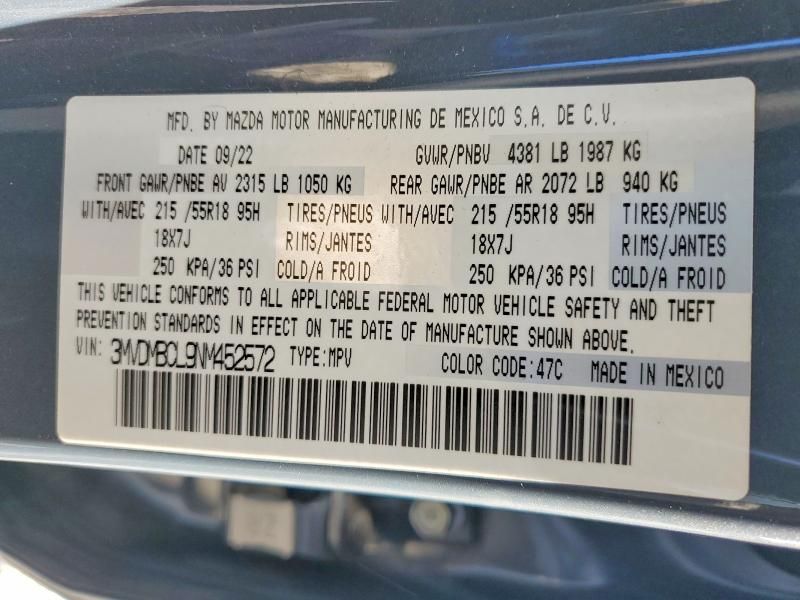 MFD. BY MAZDA MOTOR MANUFACTURING DE MEXICO S.A. DE C.V.
DATE 09/22 GVWR/PNBV 4381 LB 1987 KG
FRONT GAWR/PNBE AV 2315 LB 1050 KG REAR GAWR/PNBE AR 2072 LB 940 KG
WITH/AVEC 215 /55R18 95H TIRES/PNEUS WITH/AVEC 215 /55R18 95H TIRES/PNEUS
18X7J RIMS/JANTES 18X7J RIMS/JANTES
250 KPA/36 PSI COLD/A FROID 250 KPA/36 PSI COLD/A FROID
THIS VEHICLE CONFORMS TO ALL APPLICABLE FEDERAL MOTOR VEHICLE SAFETY AND THEFT
PREVENTION STANDARDS IN EFFECT ON THE DATE OF MANUFACTURE SHOWN ABOVE.
VIN: 3MVDMBCL9NM452572 TYPE:MPV COLOR CODE:47C MADE IN MEXICO